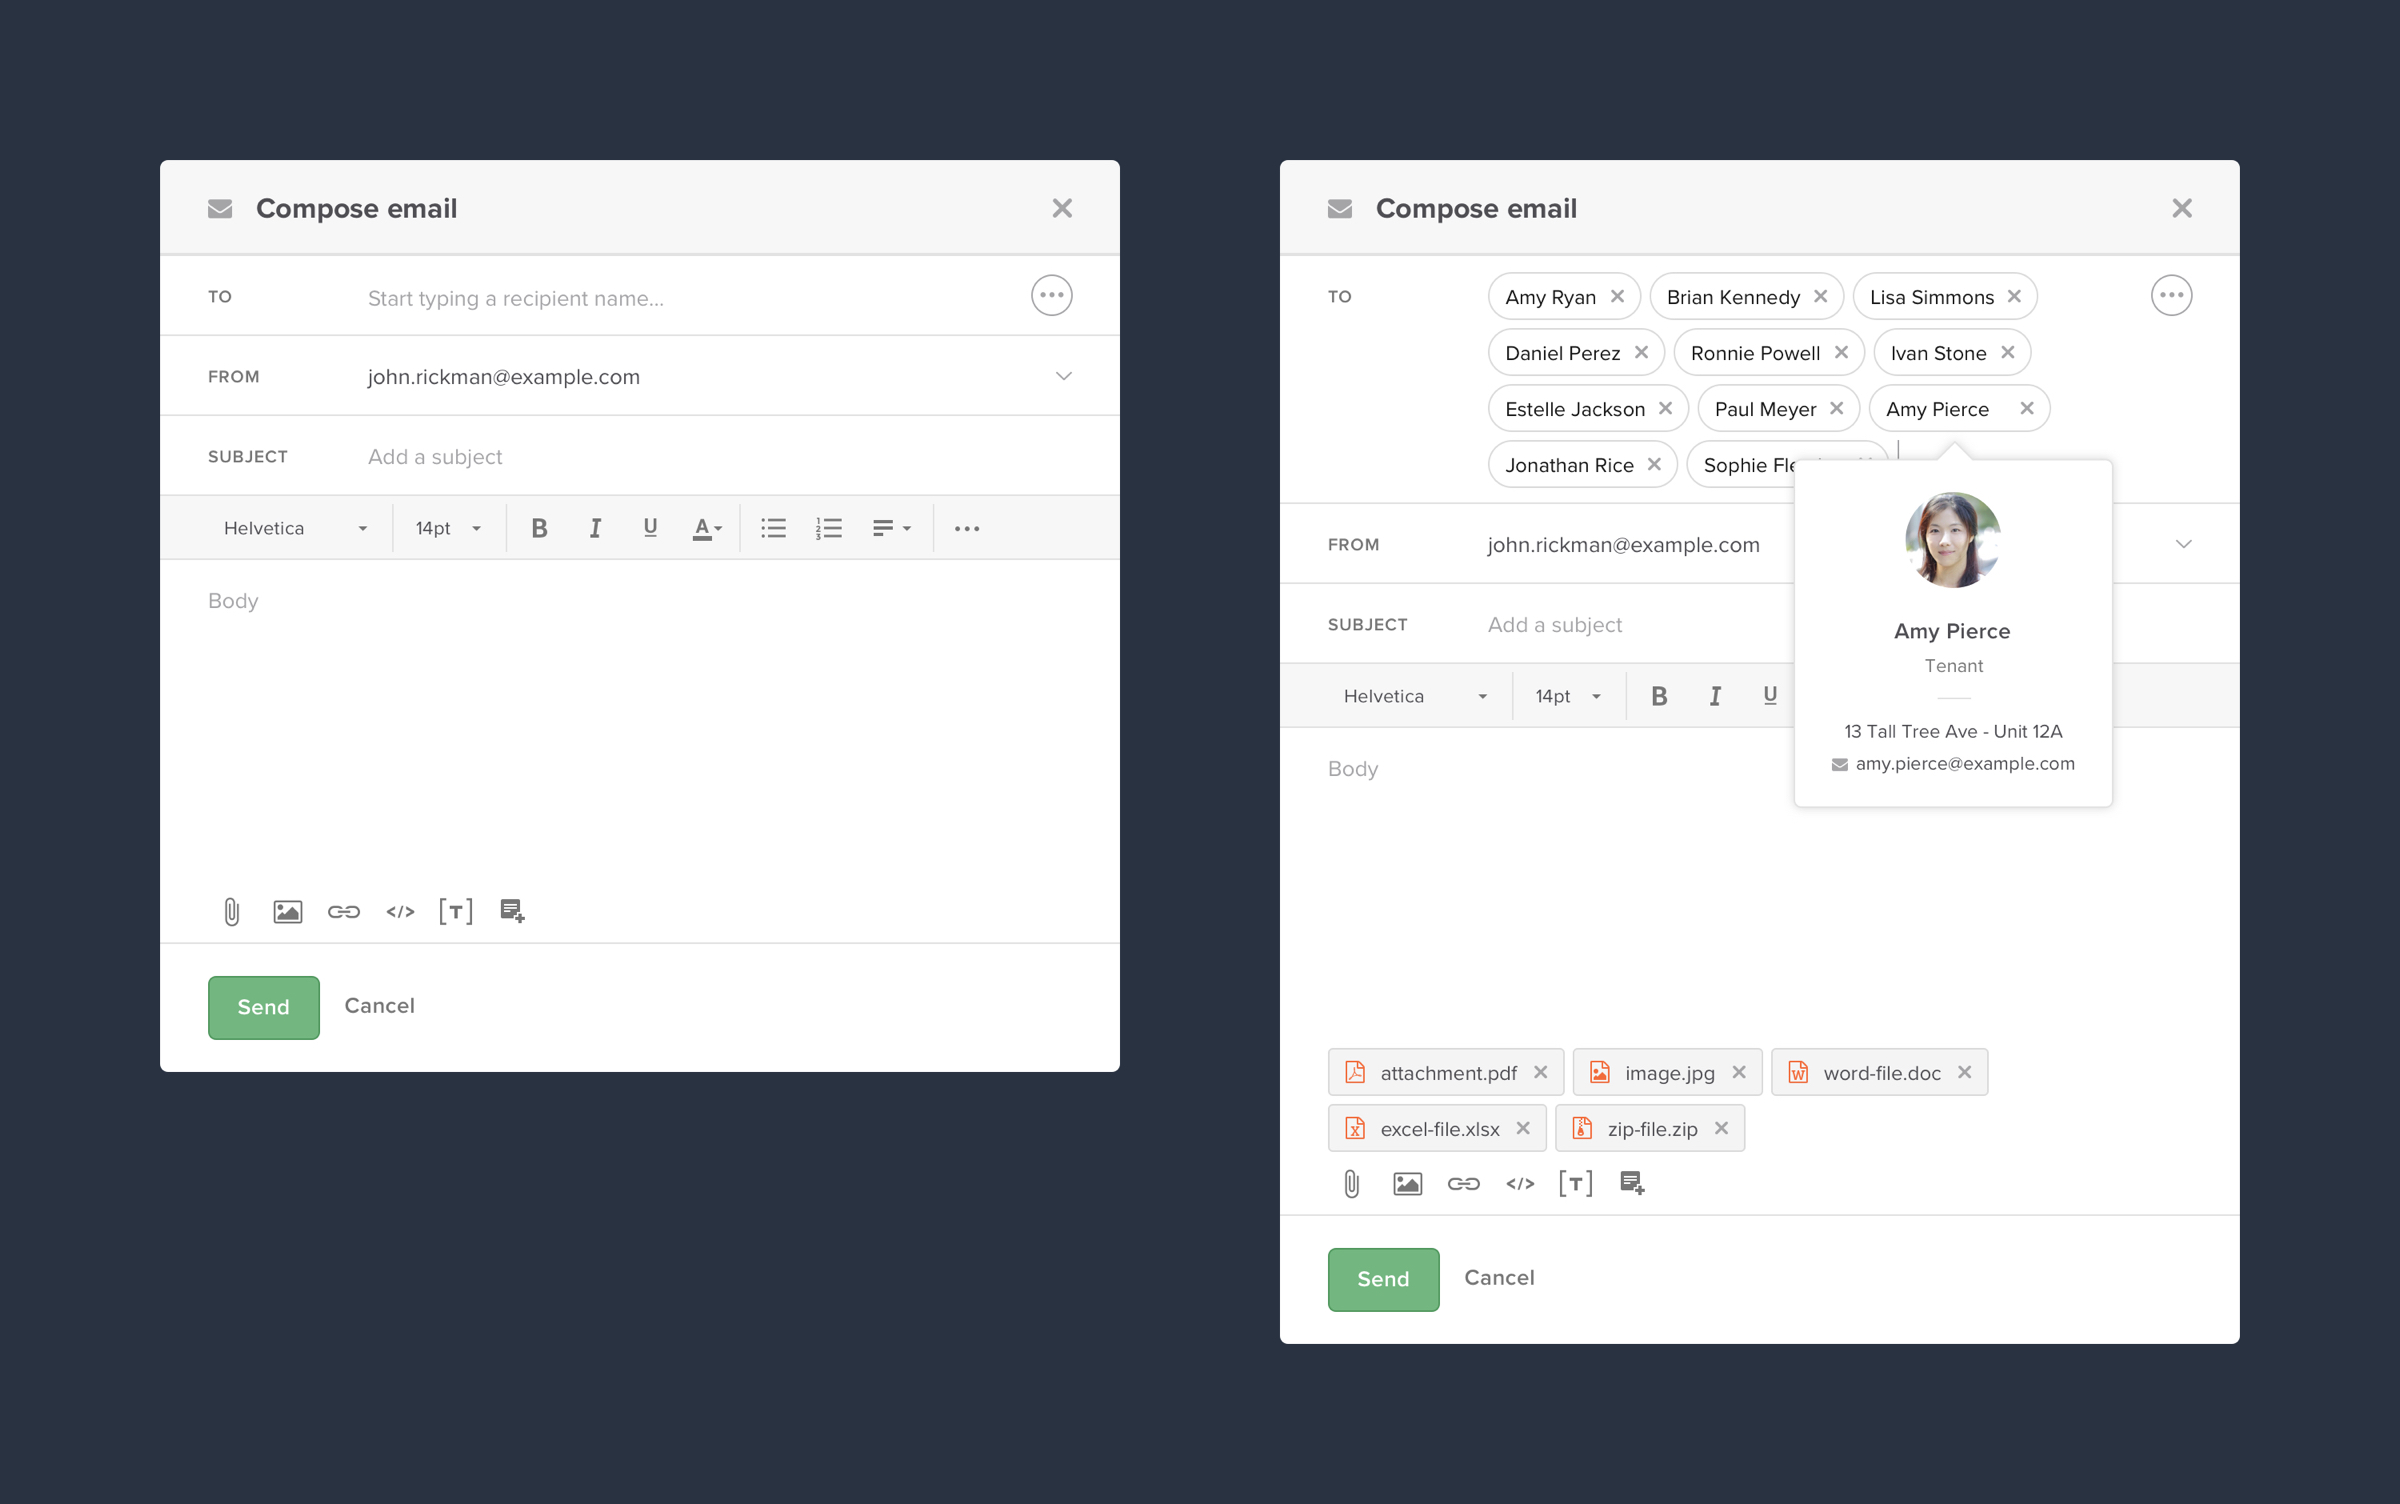 Compose email
TO Start typing a recipient name...
FROM john.rickman@example.com
SUBJECT Add a subject
Helvetica 14pt B I U A
Body
</> [T]
Send Cancel
Compose email
TO Amy Ryan Brian Kennedy Lisa Simmons
Daniel Perez Ronnie Powell Ivan Stone
Estelle Jackson Paul Meyer Amy Pierce
Jonathan Rice Sophie
FROM john.rickman@example.com
SUBJECT Add a subject
Helvetica 14pt B I U
Body
Amy Pierce
Tenant
13 Tall Tree Ave - Unit 12A
amy.pierce@example.com
attachment.pdf image.jpg word-file.doc
excel-file.xlsx zip-file.zip
</> [T]
Send Cancel